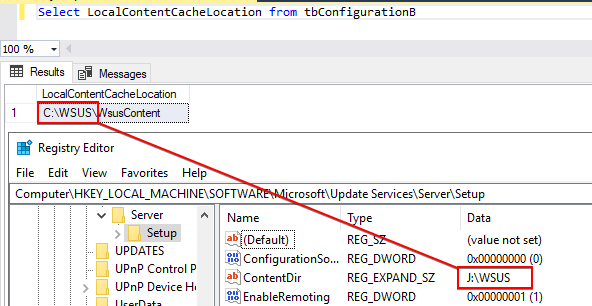 Select LocalContentCacheLocation from tbConfigurationB
100 %
Results Messages
LocalContentCacheLocation
1 C:\WSUS\WsusContent
Registry Editor
File Edit View Favorites Help
Computer\HKEY_LOCAL_MACHINE\SOFTWARE\Microsoft\Update Services\Server\Setup
Server
Setup
UPDATES
UPnP Control P
UPnP Device Ho
UserData
Name Type Data
(Default) REG_SZ (value not set)
ConfigurationSo... REG_DWORD 0x00000000 (0)
ContentDir REG_EXPAND_SZ J:\WSUS
EnableRemoting REG_DWORD 0x00000001 (1)